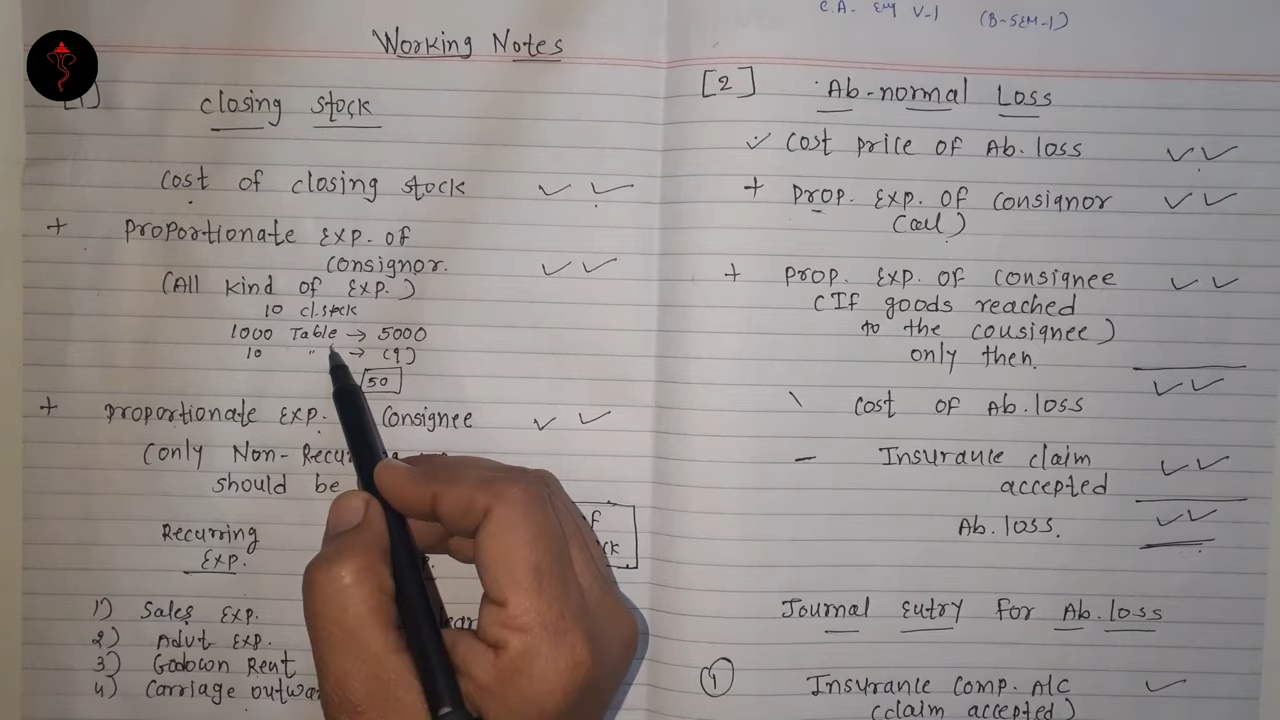 C.A. V-1 (B-SEM-1)
Working Notes
[1] closing stock
cost of closing stock ✓ ✓
+ proportionate Exp. of
consignor. ✓ ✓
(All kind of Exp.)
10 cl.stock
1000 Table → 5000
10 " → (?)
50
+ proportionate Exp. Consignee ✓ ✓
(only Non-Recu
should be
Recurring
Exp.
1) Sales Exp.
2) Advt Exp.
3) Godown Rent
4) Carriage outwa
[2] Ab-normal Loss
Cost price of Ab. loss ✓✓
+ prop. Exp. of consignor ✓✓
(all)
+ prop. Exp. of consignee ✓✓
(If goods reached
to the cousignee)
only then.
cost of Ab. loss ✓✓
- Insurance claim ✓✓
accepted
Ab. loss. ✓✓
Journal Entry for Ab. loss
(1) Insurance Comp. A/C ✓
(claim accepted)